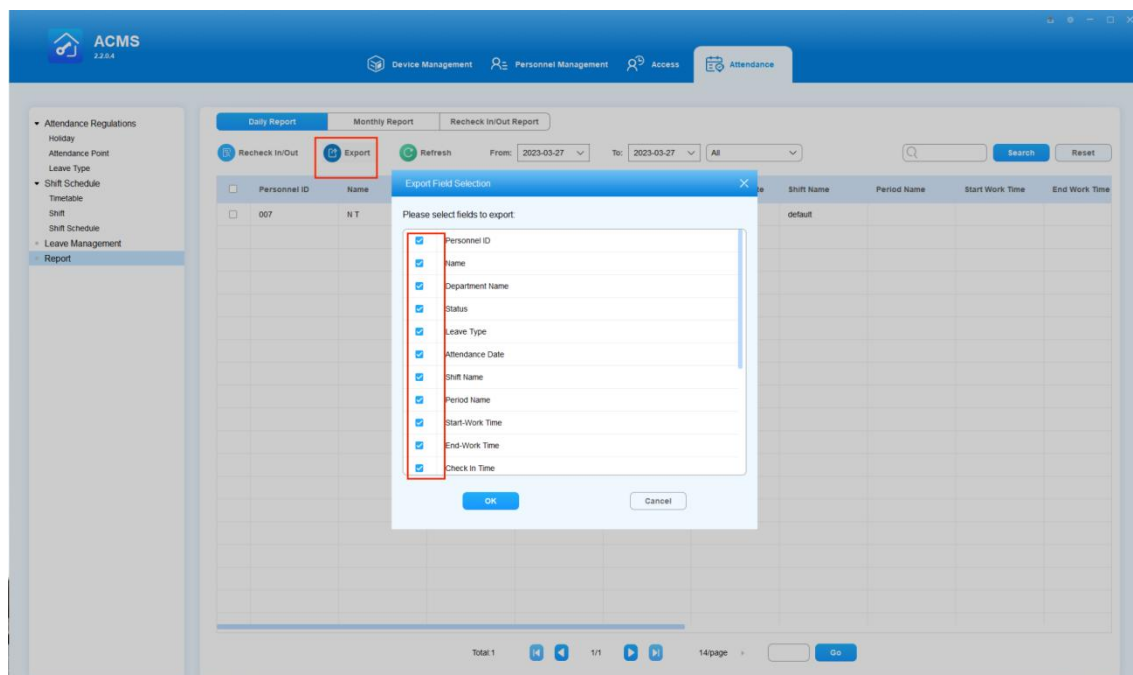 ACMS
2.2.0.4
Device Management Personnel Management Access Attendance
Attendance Regulations
Holiday
Attendance Point
Leave Type
Shift Schedule
Timetable
Shift
Shift Schedule
Leave Management
Report
Daily Report Monthly Report Recheck In/Out Report
Recheck In/Out Export Refresh From: 2023-03-27 To: 2023-03-27 All Search Reset
Personnel ID Name Shift Name Period Name Start Work Time End Work Time
007 N T default
Export Field Selection
Please select fields to export:
Personnel ID
Name
Department Name
Status
Leave Type
Attendance Date
Shift Name
Period Name
Start-Work Time
End-Work Time
Check In Time
OK Cancel
Total:1 1/1 14/page Go